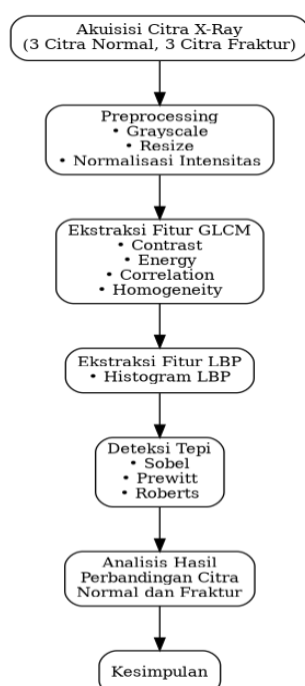 Akuisisi Citra X-Ray
(3 Citra Normal, 3 Citra Fraktur)
Preprocessing
• Grayscale
• Resize
• Normalisasi Intensitas
Ekstraksi Fitur GLCM
• Contrast
• Energy
• Correlation
• Homogeneity
Ekstraksi Fitur LBP
• Histogram LBP
Deteksi Tepi
• Sobel
• Prewitt
• Roberts
Analisis Hasil
Perbandingan Citra
Normal dan Fraktur
Kesimpulan